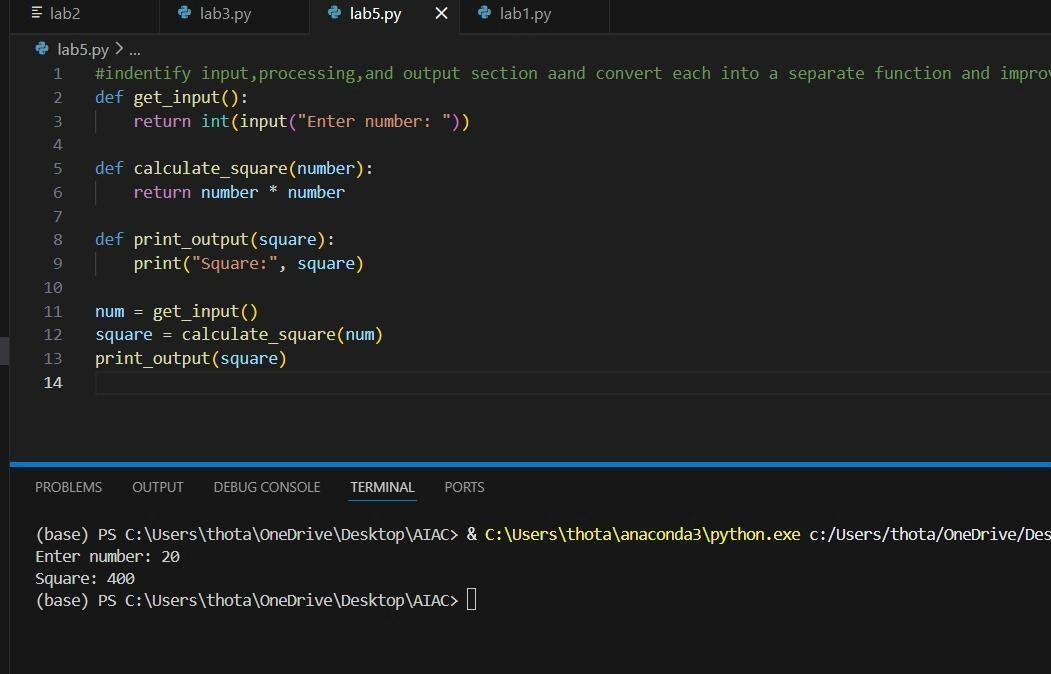 lab2 lab3.py lab5.py lab1.py
lab5.py > ...
1 #indentify input,processing,and output section aand convert each into a separate function and
2 def get_input():
3     return int(input("Enter number: "))
4
5 def calculate_square(number):
6     return number * number
7
8 def print_output(square):
9     print("Square:", square)
10
11 num = get_input()
12 square = calculate_square(num)
13 print_output(square)
14
PROBLEMS OUTPUT DEBUG CONSOLE TERMINAL PORTS
(base) PS C:\Users\thota\OneDrive\Desktop\AIAC> & C:\Users\thota\anaconda3\python.exe c:/Users/thota/OneDrive/Des
Enter number: 20
Square: 400
(base) PS C:\Users\thota\OneDrive\Desktop\AIAC>